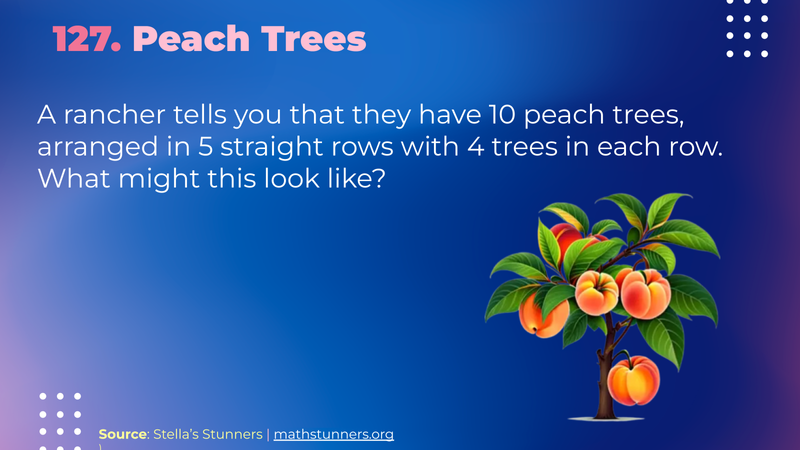 127. Peach Trees
A rancher tells you that they have 10 peach trees,
arranged in 5 straight rows with 4 trees in each row.
What might this look like?
Source: Stella's Stunners | mathstunners.org
\